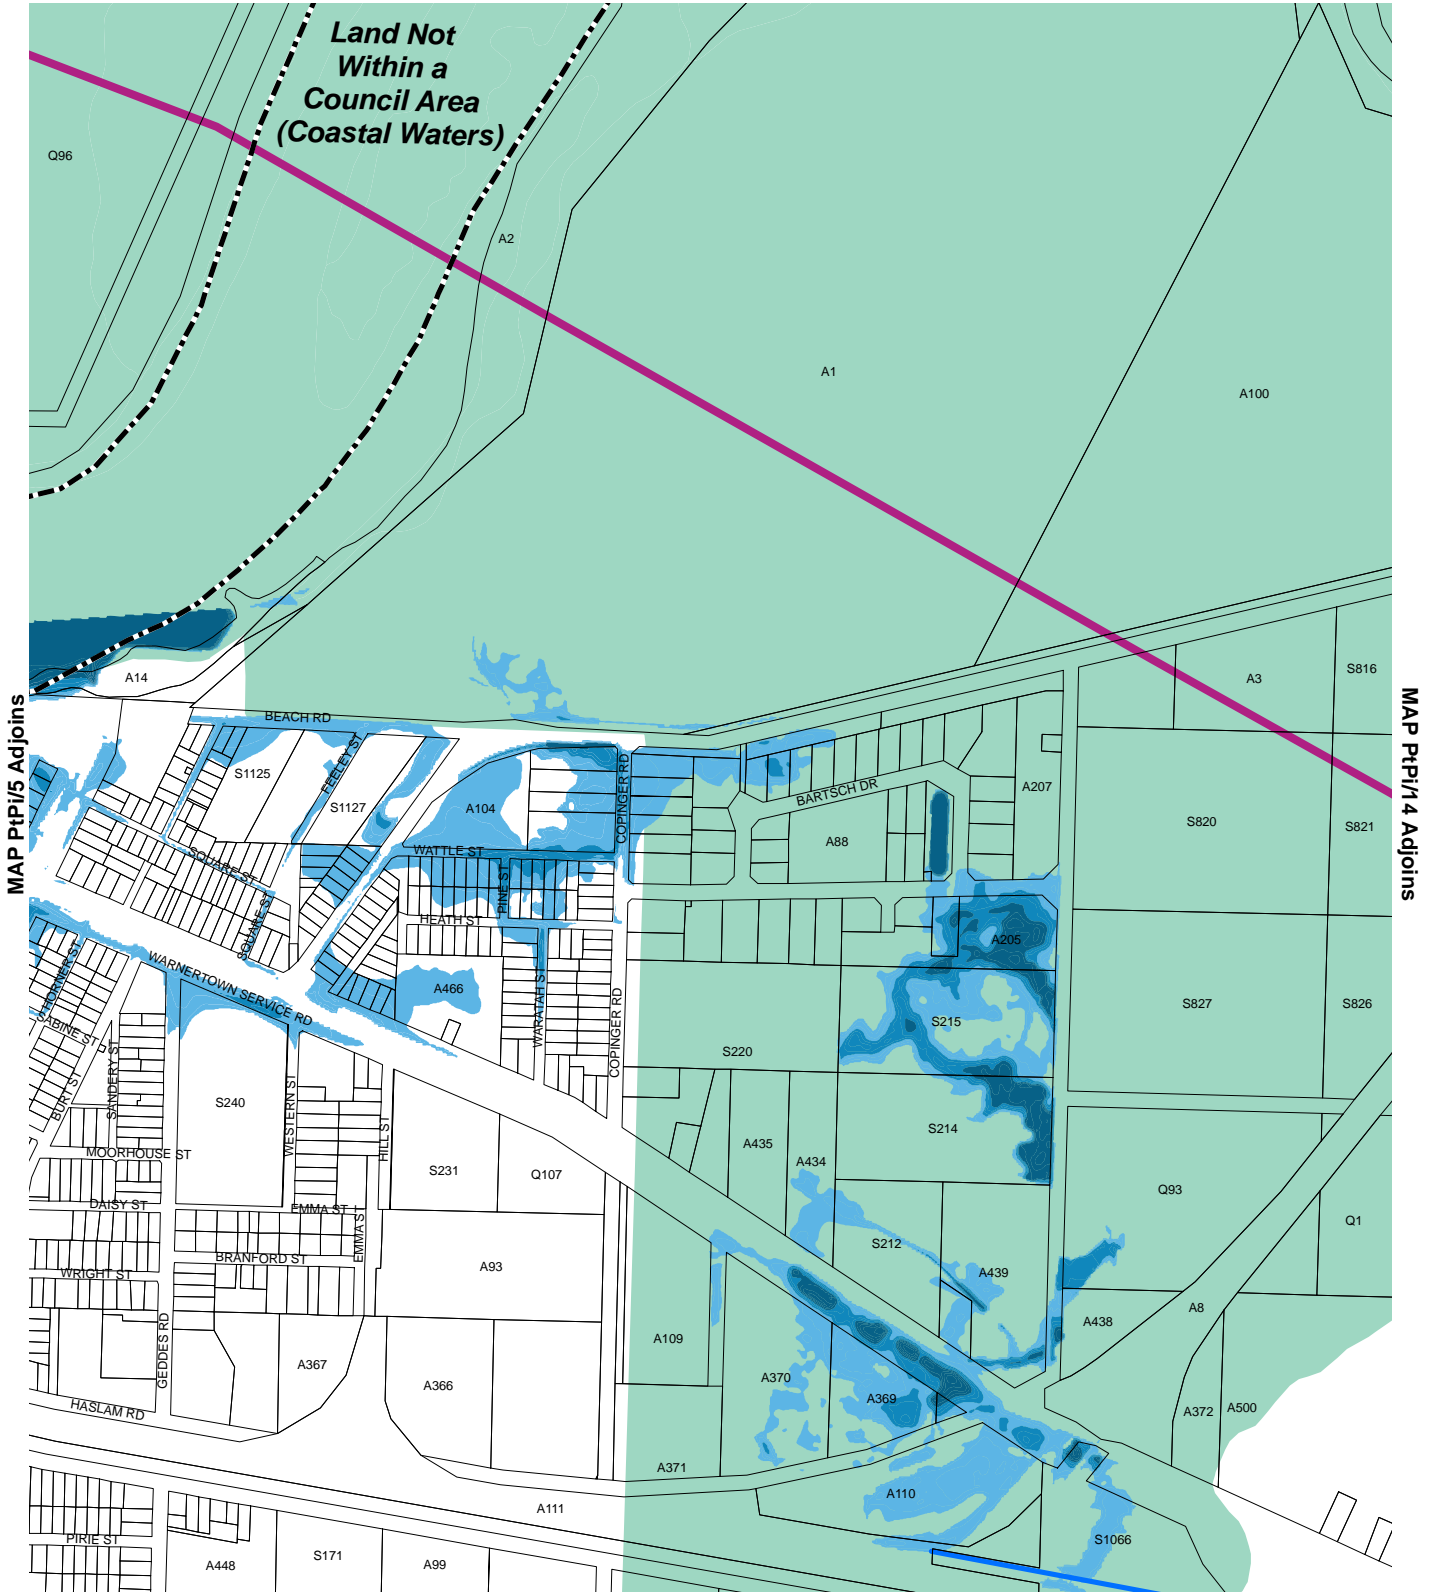 Land Not
Within a
Council Area
(Coastal Waters)
Q96
A2
A1
A100
MAP PtPi/5 Adjoins
MAP PtPi/14 Adjoins
A14
A3
S816
BEACH RD
S1125
FEELEY ST
S1127
A104
COPINGER RD
BARTSCH DR
A207
S820
S821
A88
WATTLE ST
SQUARE ST
PINE ST
HEATH ST
SQUARE ST
A205
THORNER ST
WARNERTOWN SERVICE RD
A466
WARATAH ST
S827
S826
S215
SABINE ST
COPINGER RD
S220
BURT ST
SANDERY ST
S240
WESTERN ST
HILL ST
S214
A435
A434
MOORHOUSE ST
S231
Q107
Q93
DAISY ST
EMMA ST
EMMA ST
Q1
S212
BRANFORD ST
WRIGHT ST
A93
A439
A8
A438
GEDDES RD
A109
A367
A366
A370
A369
A372
A500
HASLAM RD
A371
A110
A111
PIRIE ST
A448
S171
A99
S1066